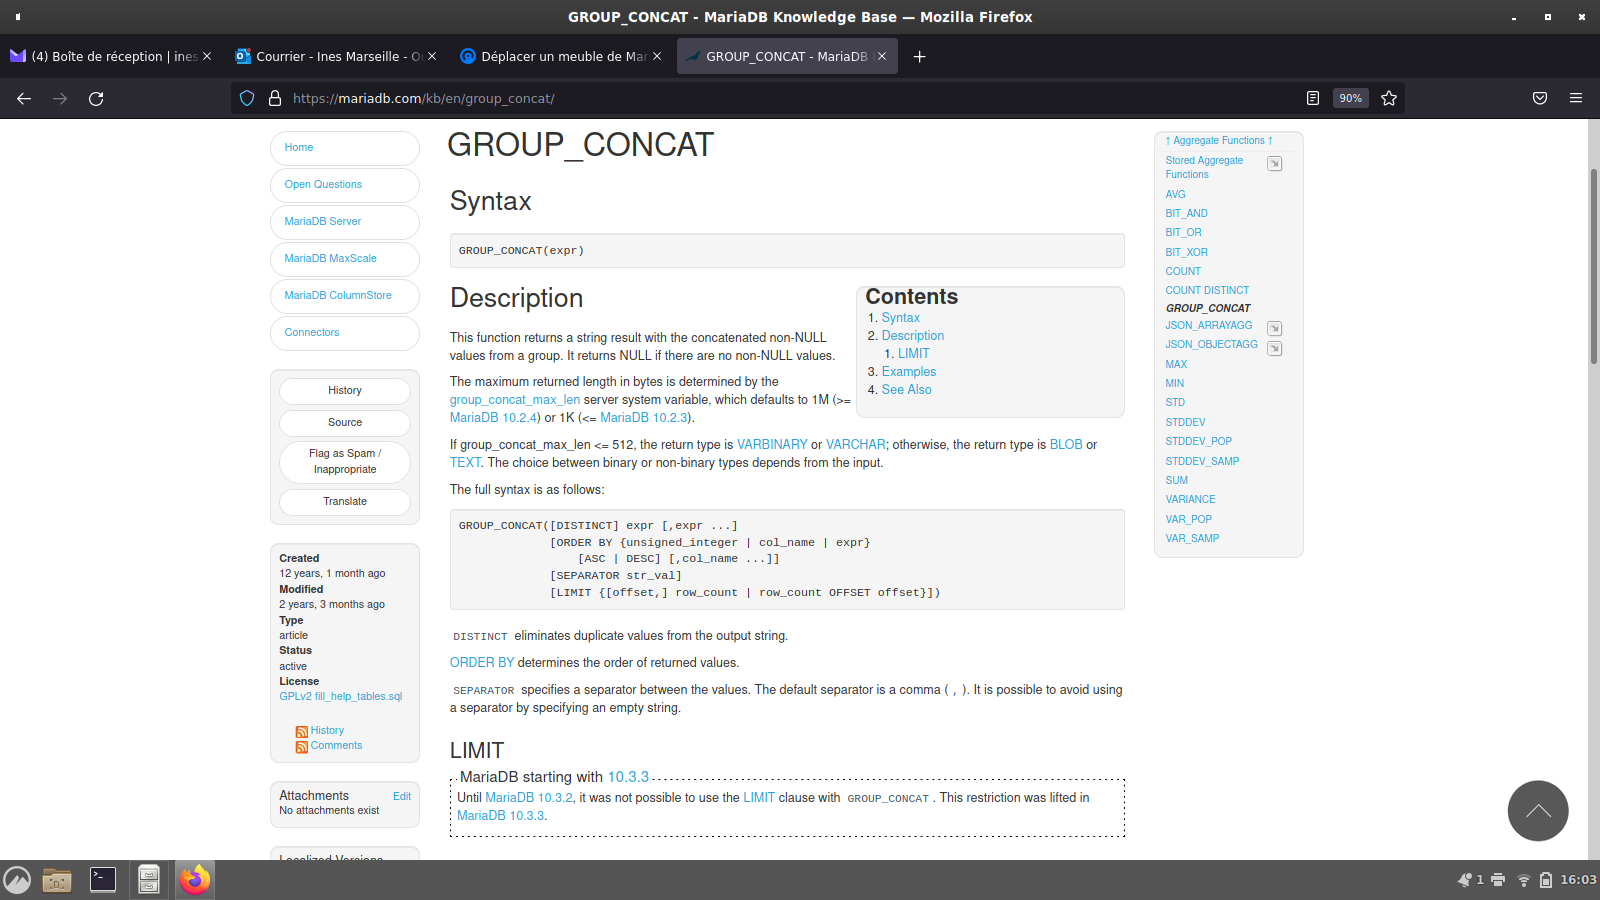 GROUP_CONCAT - MariaDB Knowledge Base — Mozilla Firefox
(4) Boîte de réception | ines
Courrier - Ines Marseille - O
Déplacer un meuble de Mar
GROUP_CONCAT - MariaDB
https://mariadb.com/kb/en/group_concat/
90%
Home
Open Questions
MariaDB Server
MariaDB MaxScale
MariaDB ColumnStore
Connectors
History
Source
Flag as Spam /
Inappropriate
Translate
Created
12 years, 1 month ago
Modified
2 years, 3 months ago
Type
article
Status
active
License
GPLv2 fill_help_tables.sql
History
Comments
Attachments Edit
No attachments exist
Localized Versions
GROUP_CONCAT
Syntax
GROUP_CONCAT(expr)
Description
This function returns a string result with the concatenated non-NULL
values from a group. It returns NULL if there are no non-NULL values.
The maximum returned length in bytes is determined by the
group_concat_max_len server system variable, which defaults to 1M (>=
MariaDB 10.2.4) or 1K (<= MariaDB 10.2.3).
If group_concat_max_len <= 512, the return type is VARBINARY or VARCHAR; otherwise, the return type is BLOB or
TEXT. The choice between binary or non-binary types depends from the input.
The full syntax is as follows:
GROUP_CONCAT([DISTINCT] expr [,expr ...]
[ORDER BY {unsigned_integer | col_name | expr}
[ASC | DESC] [,col_name ...]]
[SEPARATOR str_val]
[LIMIT {[offset,] row_count | row_count OFFSET offset}])
DISTINCT eliminates duplicate values from the output string.
ORDER BY determines the order of returned values.
SEPARATOR specifies a separator between the values. The default separator is a comma ( , ). It is possible to avoid using
a separator by specifying an empty string.
LIMIT
MariaDB starting with 10.3.3
Until MariaDB 10.3.2, it was not possible to use the LIMIT clause with GROUP_CONCAT . This restriction was lifted in
MariaDB 10.3.3.
Contents
1. Syntax
2. Description
1. LIMIT
3. Examples
4. See Also
↑ Aggregate Functions ↑
Stored Aggregate
Functions
AVG
BIT_AND
BIT_OR
BIT_XOR
COUNT
COUNT DISTINCT
GROUP_CONCAT
JSON_ARRAYAGG
JSON_OBJECTAGG
MAX
MIN
STD
STDDEV
STDDEV_POP
STDDEV_SAMP
SUM
VARIANCE
VAR_POP
VAR_SAMP
1
16:03